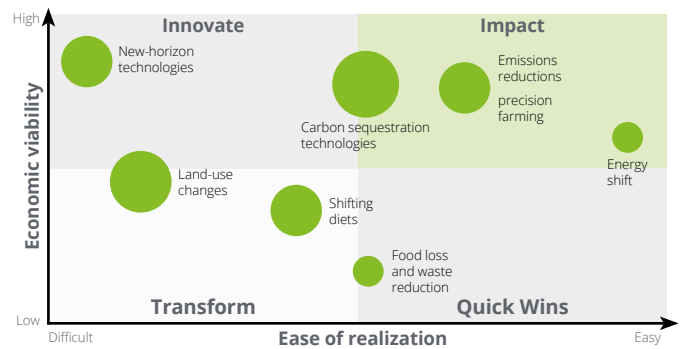 High
Innovate
Impact
New-horizon
technologies
Emissions
reductions
precision
farming
Carbon sequestration
technologies
Energy
shift
Economic viability
Land-use
changes
Shifting
diets
Food loss
and waste
reduction
Transform
Quick Wins
Low
Difficult
Ease of realization
Easy